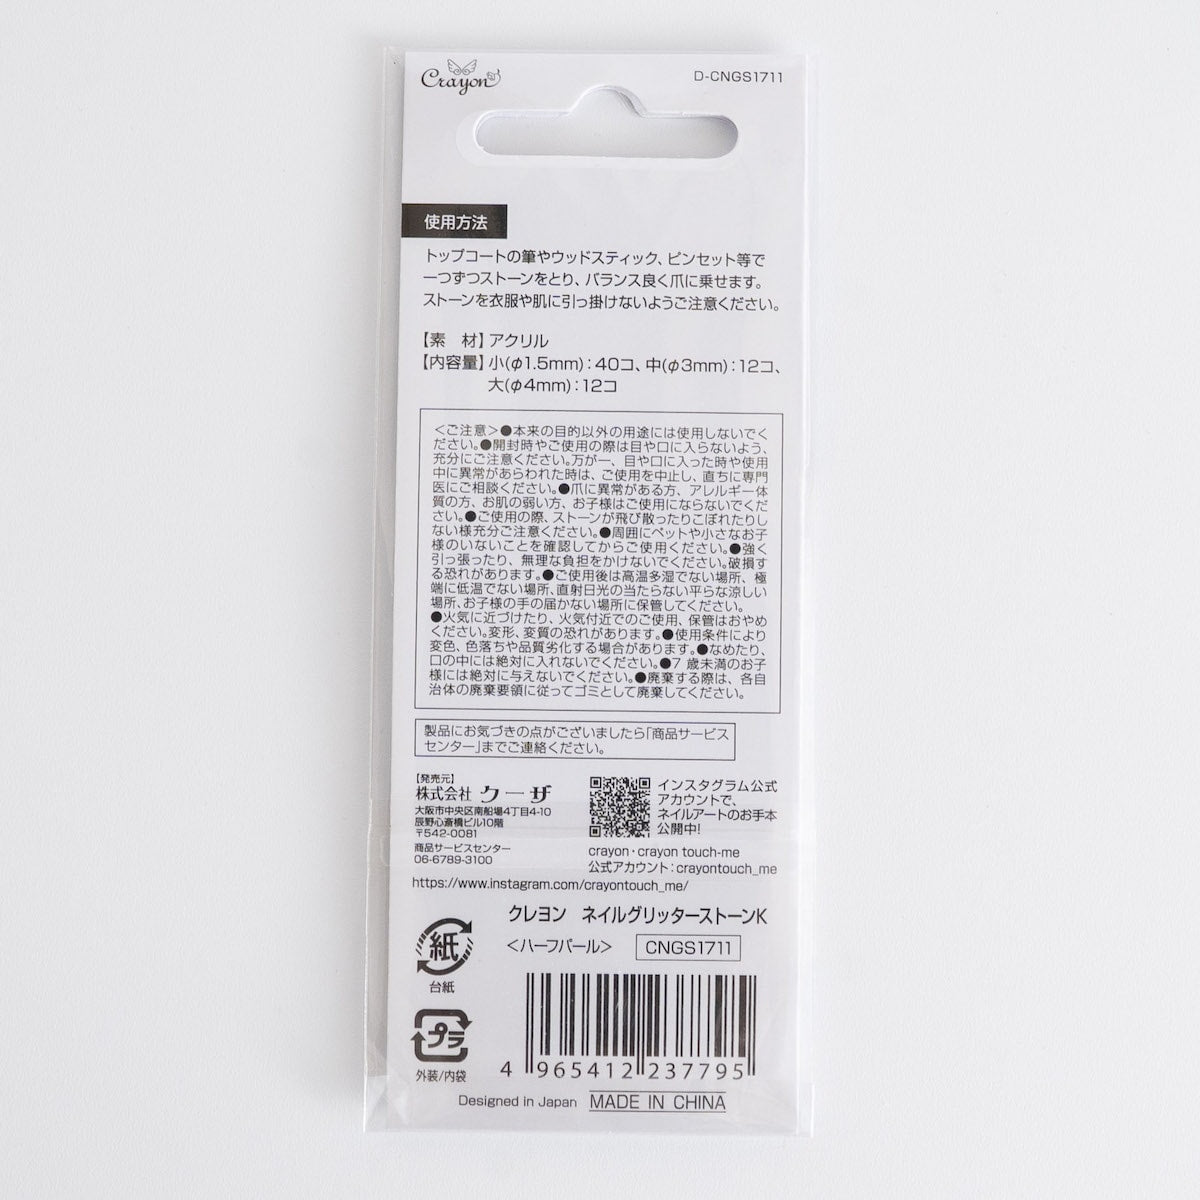 Crayon
D-CNGS1711
使用方法
トップコートの筆やウッドスティック、ピンセット等で
一つずつストーンをとり、バランス良く爪に乗せます。
ストーンを衣服や肌に引っ掛けないようご注意ください。
【素　材】アクリル
【内容量】小(φ1.5mm):40コ、中(φ3mm):12コ、
大(φ4mm):12コ
＜ご注意＞●本来の目的以外の用途には使用しないでく
ださい。●開封時やご使用の際は目や口に入らないよう、
充分にご注意ください。万が一、目や口に入った時や使用
中に異常があらわれた時は、ご使用を中止し、直ちに専門
医にご相談ください。●爪に異常がある方、アレルギー体
質の方、お肌の弱い方、お子様はご使用にならないでくだ
さい。●ご使用の際、ストーンが飛び散ったりこぼれたりし
ない様充分ご注意ください。●周囲にペットや小さなお子
様のいないことを確認してからご使用ください。●強く
引っ張ったり、無理な負担をかけないでください。破損す
る恐れがあります。●ご使用後は高温多湿でない場所、極
端に低温でない場所、直射日光の当たらない平らな涼しい
場所、お子様の手の届かない場所に保管してください。
●火気に近づけたり、火気付近でのご使用、保管はおやめ
ください。変形、変質の恐れがあります。●使用条件により
変色、色落ちや品質劣化する場合があります。●なめたり、
口の中には絶対に入れないでください。●7 歳未満のお子
様には絶対に与えないでください。●廃棄する際は、各自
治体の廃棄要領に従ってゴミとして廃棄してください。
製品にお気づきの点がございましたら「商品サービス
センター」までご連絡ください。
【発売元】
株式会社 クーザ
大阪市中央区南船場4丁目4-10
辰野心斎橋ビル10階
〒542-0081
商品サービスセンター
06-6789-3100
インスタグラム公式
アカウントで、
ネイルアートのお手本
公開中!
crayon・crayon touch-me
公式アカウント:crayontouch_me
https://www.instagram.com/crayontouch_me/
クレヨン　ネイルグリッターストーンK
＜ハーフパール＞ CNGS1711
紙
台紙
プラ
外装/内袋
4 965412 237795
Designed in Japan MADE IN CHINA